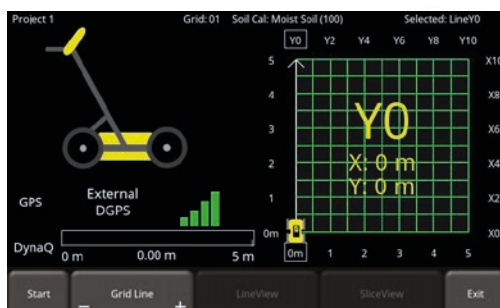 Project 1 Grid: 01 Soil Cal: Moist Soil (100) Selected: LineY0
Y0 Y2 Y4 Y6 Y8 Y10
5 X10
4 X8
3 X6
2 X4
1 X2
0m X0
Y0
X: 0 m
Y: 0 m
0m 1 2 3 4 5
GPS
External
DGPS
DynaQ
0 m 0.00 m 5 m
Start - Grid Line + LineView SliceView Exit